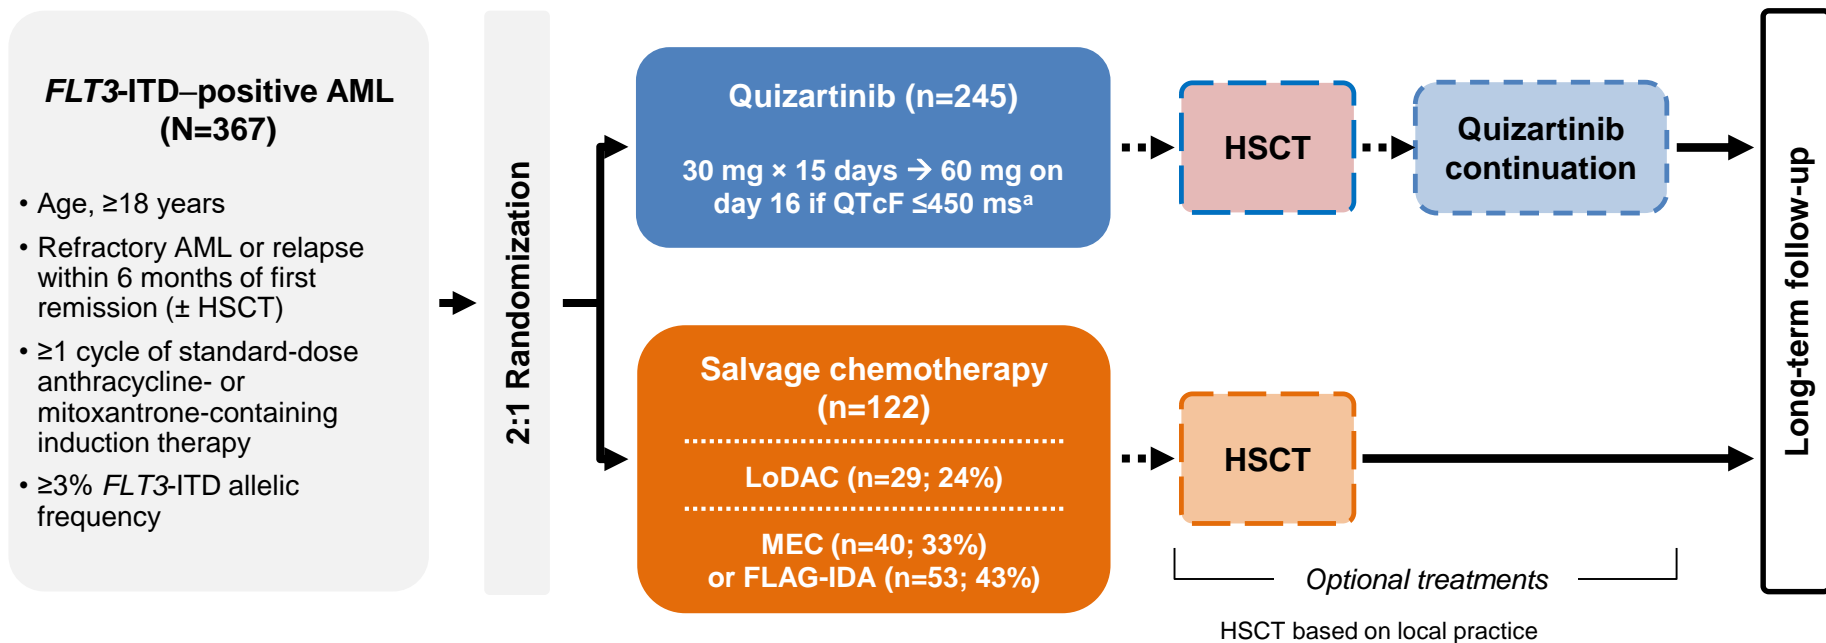 FLT3-ITD–positive AML
(N=367)
• Age, ≥18 years
• Refractory AML or relapse
within 6 months of first
remission (± HSCT)
• ≥1 cycle of standard-dose
anthracycline- or
mitoxantrone-containing
induction therapy
• ≥3% FLT3-ITD allelic
frequency
2:1 Randomization
Quizartinib (n=245)
30 mg × 15 days → 60 mg on
day 16 if QTcF ≤450 msᵃ
HSCT
Quizartinib
continuation
Salvage chemotherapy
(n=122)
LoDAC (n=29; 24%)
MEC (n=40; 33%)
or FLAG-IDA (n=53; 43%)
HSCT
Optional treatments
HSCT based on local practice
Long-term follow-up